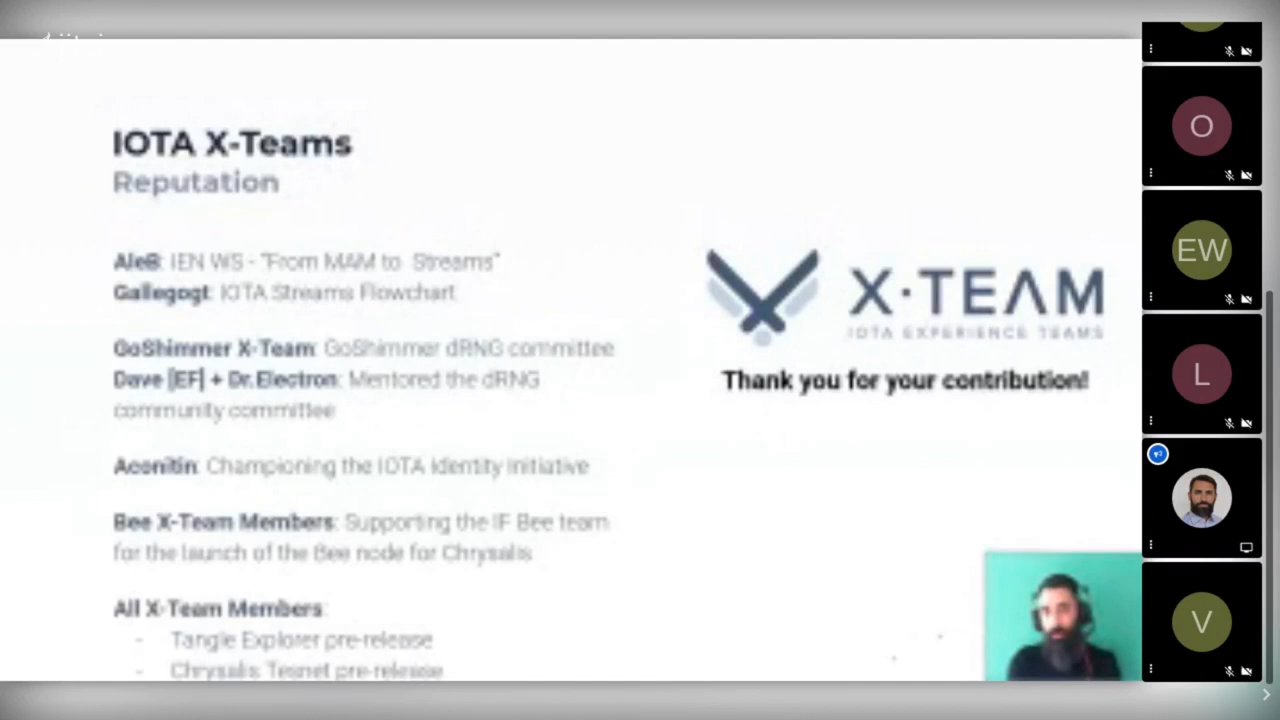 IOTA X-Teams
Reputation
AleB: IEN WS - "From MAM to Streams"
Gallegogt: IOTA Streams Flowchart
GoShimmer X-Team: GoShimmer dRNG committee
Dave [EF] + Dr.Electron: Mentored the dRNG
community committee
Aconitin: Championing the IOTA Identity Initiative
Bee X-Team Members: Supporting the IF Bee team
for the launch of the Bee node for Chrysalis
All X-Team Members:
- Tangle Explorer pre-release
- Chrysalis Tesnet pre-release
X·TEAM
IOTA EXPERIENCE TEAMS
Thank you for your contribution!
O
EW
L
V